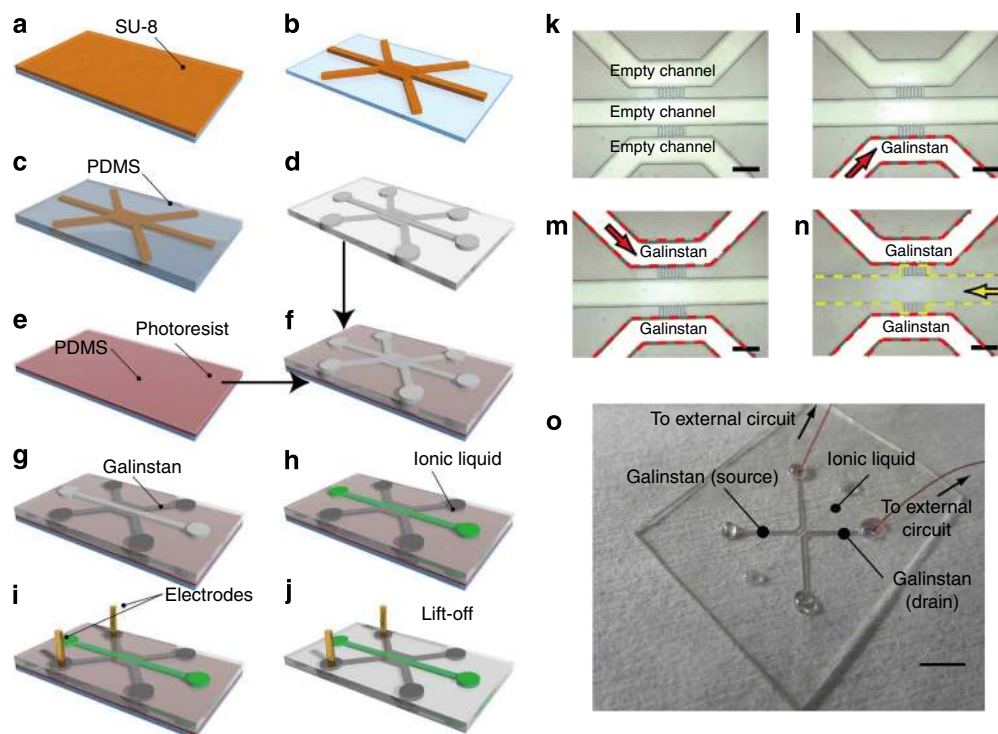 a
SU-8
b
c
PDMS
d
e
Photoresist
PDMS
f
g
Galinstan
h
Ionic liquid
i
Electrodes
j
Lift-off
k
Empty channel
Empty channel
Empty channel
l
Galinstan
m
Galinstan
Galinstan
n
Galinstan
Galinstan
o
To external circuit
Ionic liquid
Galinstan
(source)
To external
circuit
Galinstan
(drain)